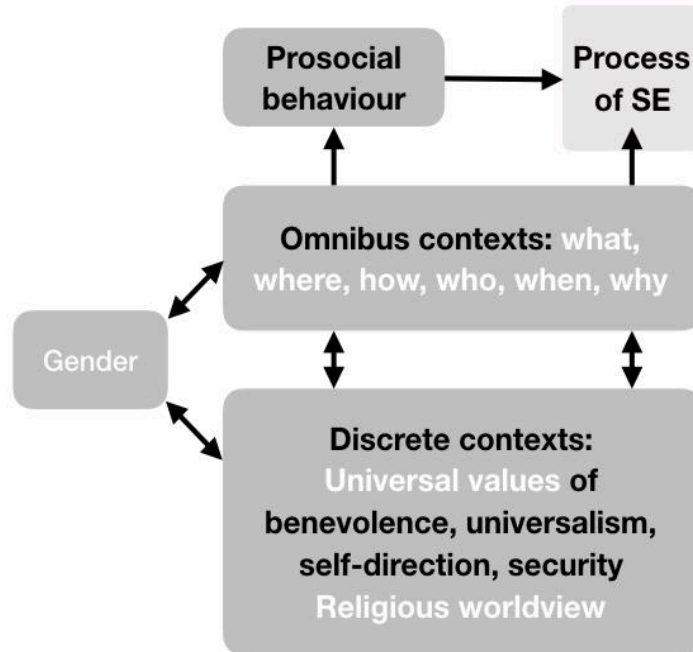 Prosocial
behaviour
Process
of SE
Omnibus contexts: what,
where, how, who, when, why
Gender
Discrete contexts:
Universal values of
benevolence, universalism,
self-direction, security
Religious worldview